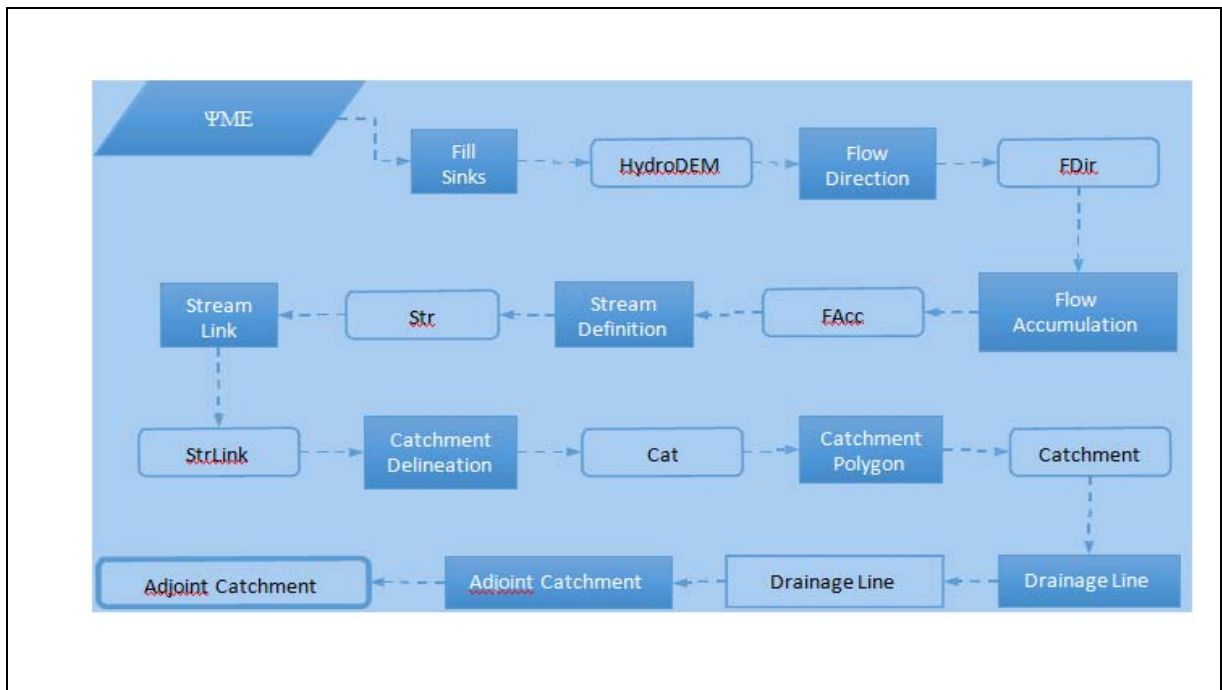 ΨΜΕ
Fill
Sinks
HydroDEM
Flow
Direction
FDir
Flow
Accumulation
FAcc
Stream
Definition
Str
Stream
Link
StrLink
Catchment
Delineation
Cat
Catchment
Polygon
Catchment
Drainage Line
Drainage Line
Adjoint Catchment
Adjoint Catchment